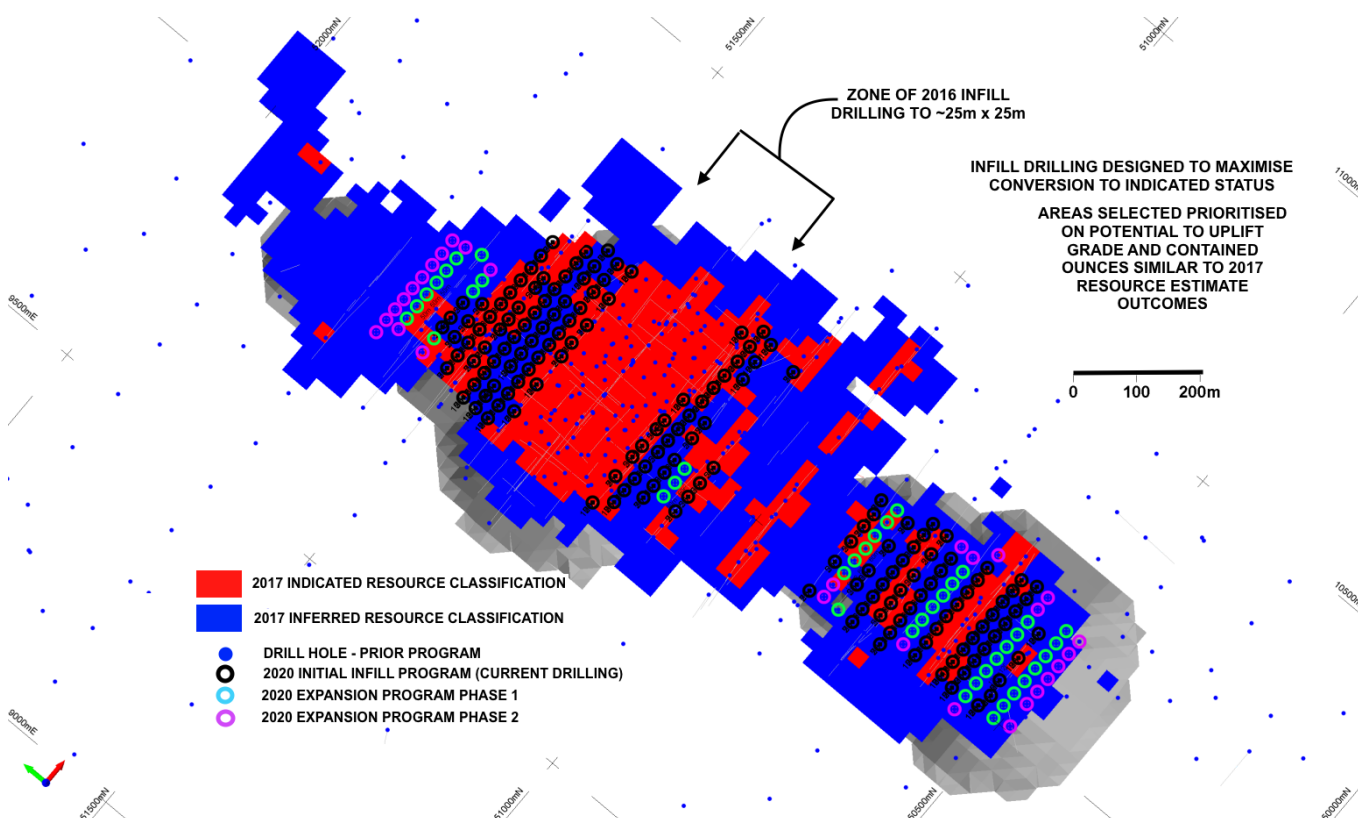 52000mN
51500mN
51000mN
ZONE OF 2016 INFILL
DRILLING TO ~25m x 25m
INFILL DRILLING DESIGNED TO MAXIMISE
CONVERSION TO INDICATED STATUS
AREAS SELECTED PRIORITISED
ON POTENTIAL TO UPLIFT
GRADE AND CONTAINED
OUNCES SIMILAR TO 2017
RESOURCE ESTIMATE
OUTCOMES
9500mE
0 100 200m
2017 INDICATED RESOURCE CLASSIFICATION
2017 INFERRED RESOURCE CLASSIFICATION
DRILL HOLE - PRIOR PROGRAM
2020 INITIAL INFILL PROGRAM (CURRENT DRILLING)
2020 EXPANSION PROGRAM PHASE 1
2020 EXPANSION PROGRAM PHASE 2
9000mE
51500mN
51000mN
50500mN
50000mN